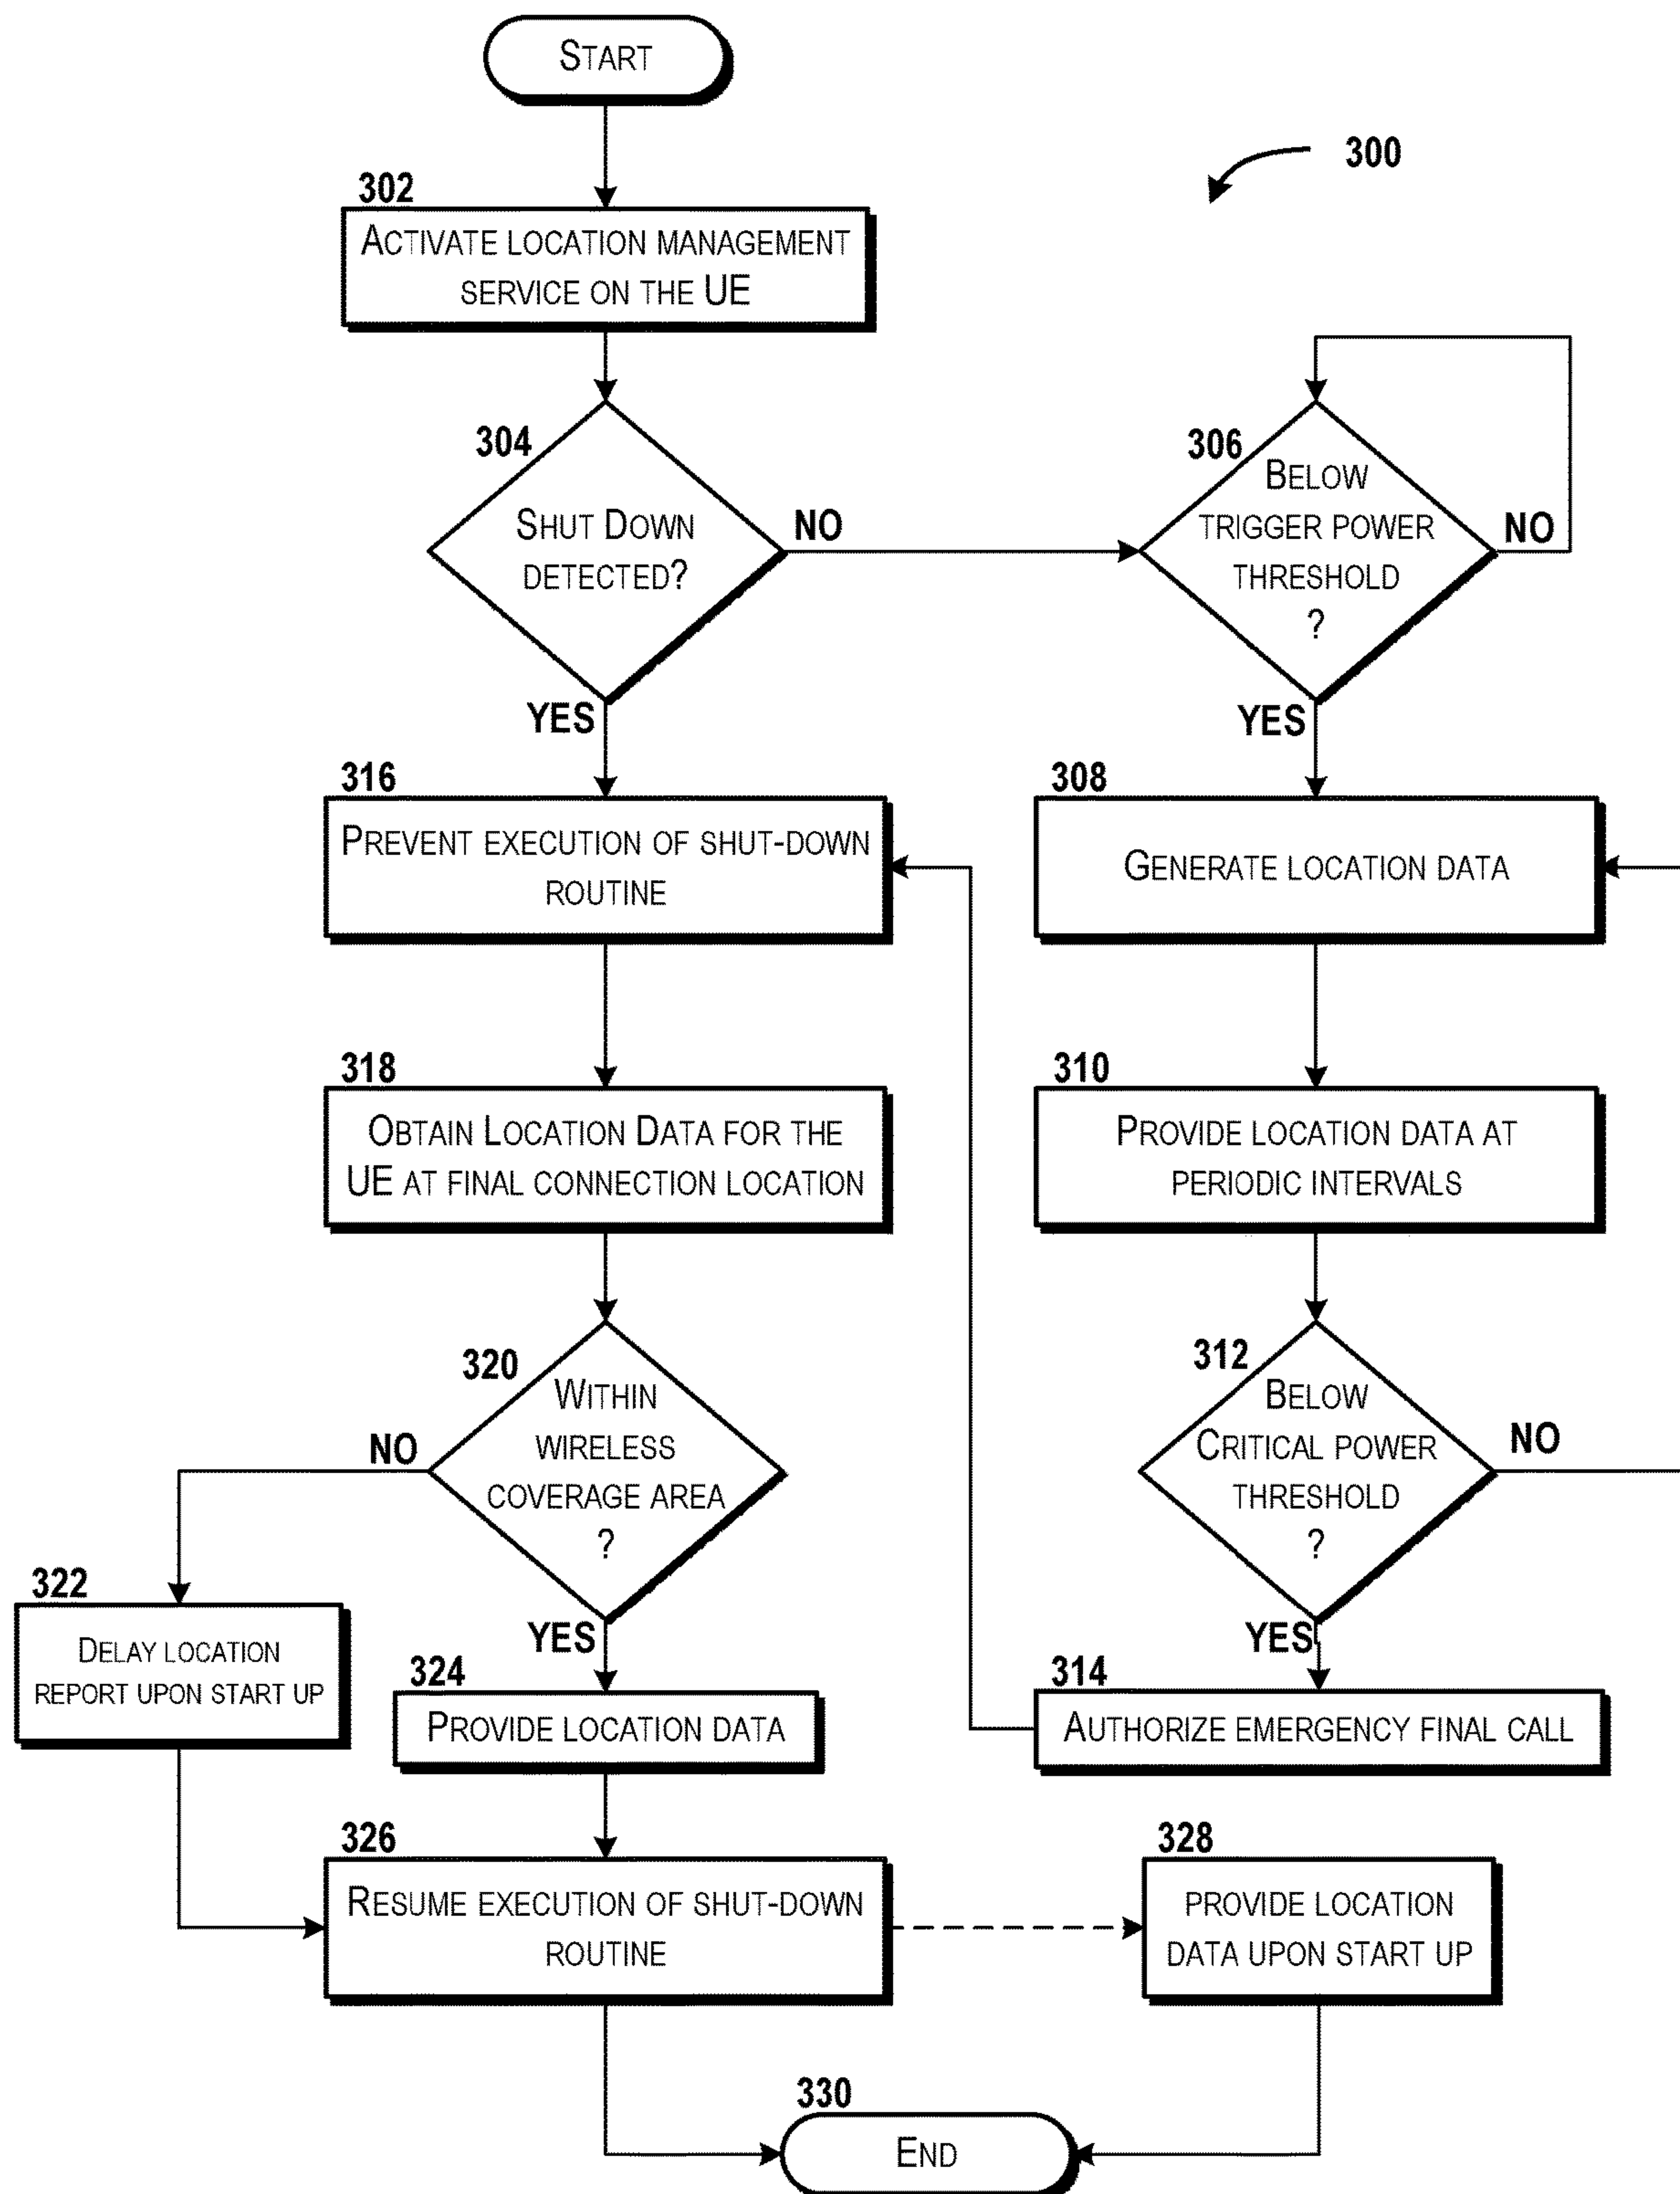 START
300
302
ACTIVATE LOCATION MANAGEMENT
SERVICE ON THE UE
304
SHUT DOWN
DETECTED?
NO
YES
306
BELOW
TRIGGER POWER
THRESHOLD
?
NO
YES
316
PREVENT EXECUTION OF SHUT-DOWN
ROUTINE
308
GENERATE LOCATION DATA
318
OBTAIN LOCATION DATA FOR THE
UE AT FINAL CONNECTION LOCATION
310
PROVIDE LOCATION DATA AT
PERIODIC INTERVALS
320
WITHIN
WIRELESS
COVERAGE AREA
?
NO
YES
312
BELOW
CRITICAL POWER
THRESHOLD
?
NO
YES
322
DELAY LOCATION
REPORT UPON START UP
324
PROVIDE LOCATION DATA
314
AUTHORIZE EMERGENCY FINAL CALL
326
RESUME EXECUTION OF SHUT-DOWN
ROUTINE
328
PROVIDE LOCATION
DATA UPON START UP
330
END